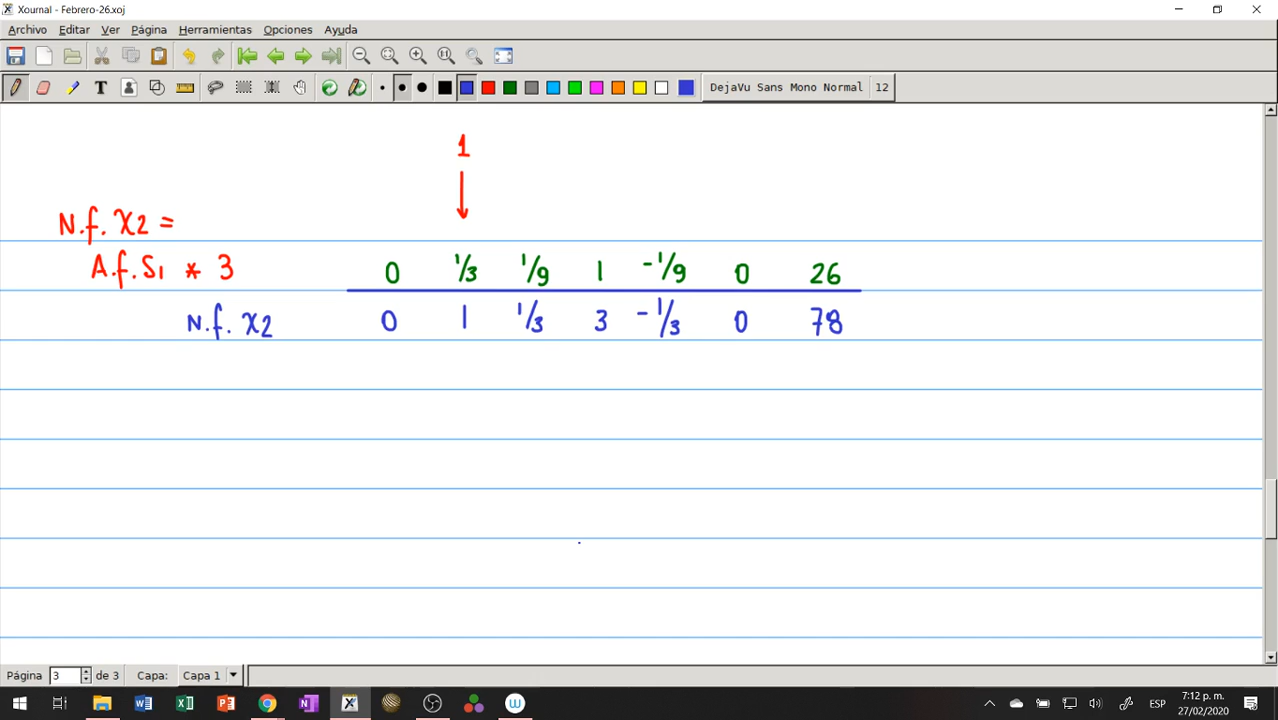 Xournal - Febrero-26.xoj
Archivo Editar Ver Página Herramientas Opciones Ayuda
DejaVu Sans Mono Normal 12
1
N.f. X2 =
A.f. S1 * 3 0 1/3 1/9 1 -1/9 0 26
N.f. X2 0 1 1/3 3 -1/3 0 78
Página 3 de 3 Capa: Capa 1
ESP 7:12 p. m.
27/02/2020